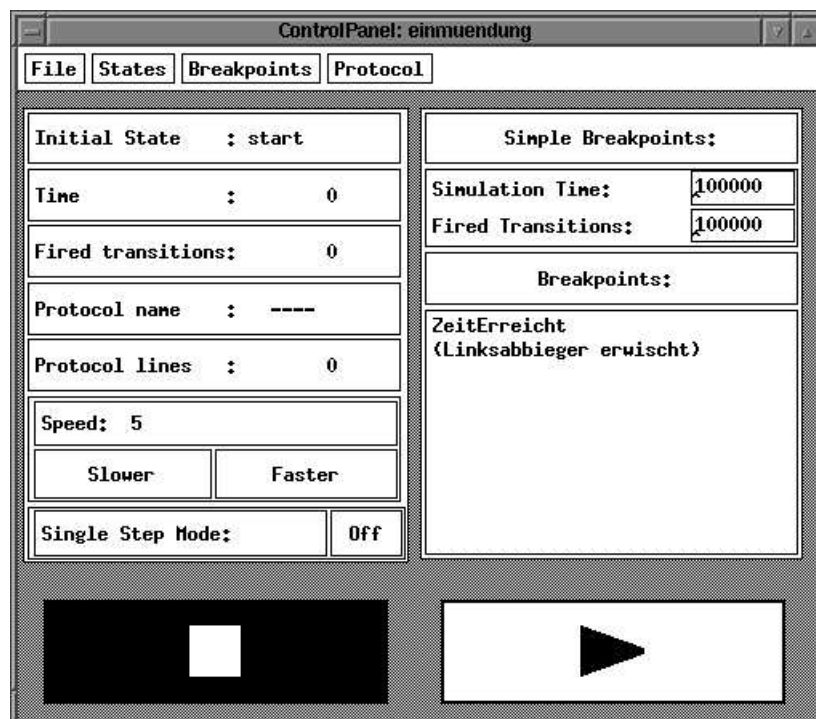 ControlPanel: einmuendung
File States Breakpoints Protocol
Initial State : start
Time : 0
Fired transitions: 0
Protocol name : ----
Protocol lines : 0
Speed: 5
Slower Faster
Single Step Mode: Off
Simple Breakpoints:
Simulation Time: 100000
Fired Transitions: 100000
Breakpoints:
ZeitErreicht
(Linksabbieger erwischt)